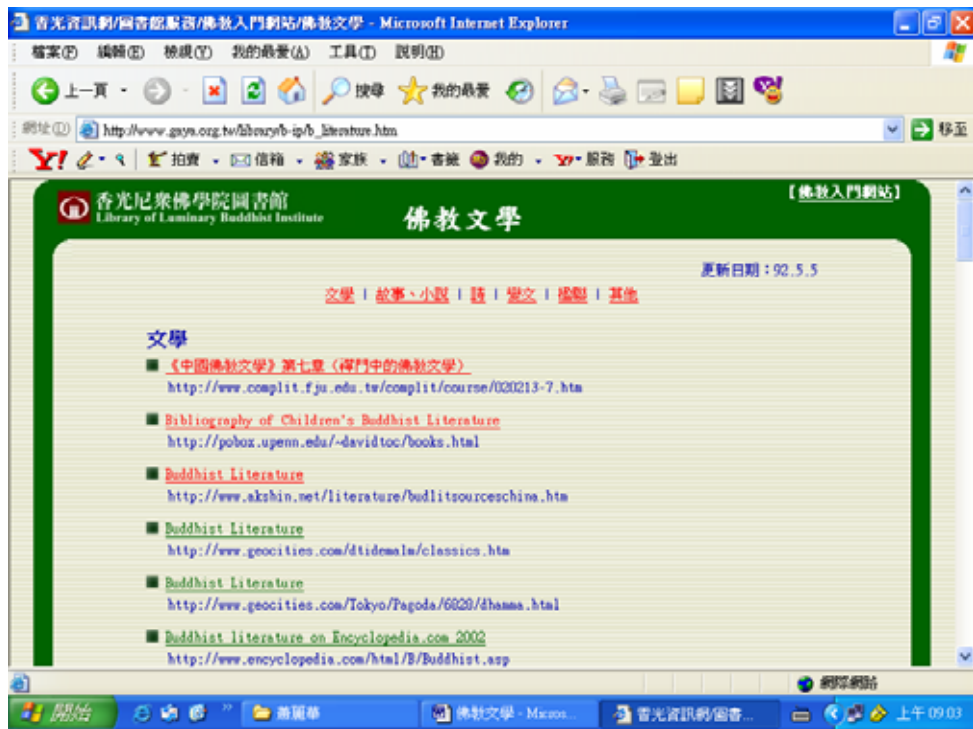 香光資訊網/圖書館服務/佛教入門網站/佛教文學 - Microsoft Internet Explorer
檔案(F) 編輯(E) 檢視(V) 我的最愛(A) 工具(T) 說明(H)
上一頁 搜尋 我的最愛
網址(D) http://www.gaya.org.tw/library/b-ip/b_literature.htm 移至
Y! 拍賣 信箱 家族 書籤 我的 服務 登出
香光尼眾佛學院圖書館
Library of Luminary Buddhist Institute
佛教文學
【佛教入門網站】
更新日期：92.5.5
文學 | 故事、小說 | 詩 | 變文 | 楹聯 | 其他
文學
《中國佛教文學》第七章（禪門中的佛教文學）
http://www.complit.fju.edu.tw/complit/course/020213-7.htm
Bibliography of Children's Buddhist Literature
http://pobox.upenn.edu/~davidtoc/books.html
Buddhist Literature
http://www.akshin.net/literature/budlitsourceschina.htm
Buddhist Literature
http://www.geocities.com/dtidemalm/classics.htm
Buddhist Literature
http://www.geocities.com/Tokyo/Pagoda/6028/dhamma.html
Buddhist literature on Encyclopedia.com 2002
http://www.encyclopedia.com/html/B/Buddhist.asp
網際網路
開始 蕭麗華 佛教文學 - Micros... 香光資訊網/圖書... 上午 09:03